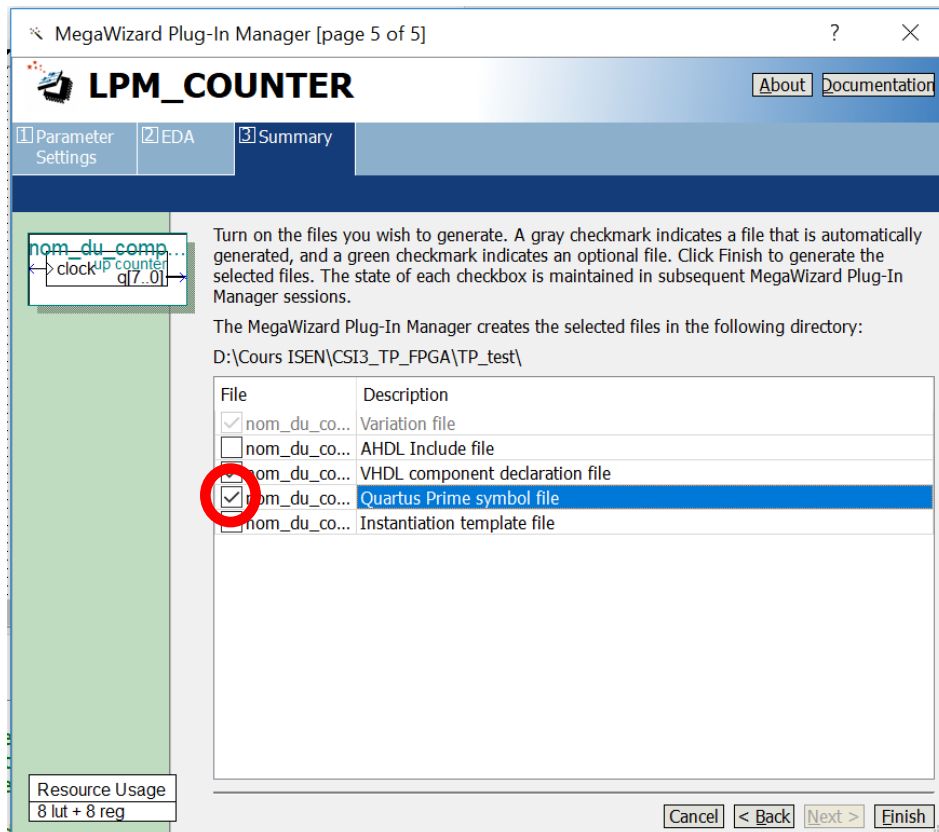 MegaWizard Plug-In Manager [page 5 of 5]
?
LPM_COUNTER
About
Documentation
1 Parameter
Settings
2 EDA
3 Summary
nom_du_comp...
up counter
clock
q[7..0]
Turn on the files you wish to generate. A gray checkmark indicates a file that is automatically
generated, and a green checkmark indicates an optional file. Click Finish to generate the
selected files. The state of each checkbox is maintained in subsequent MegaWizard Plug-In
Manager sessions.
The MegaWizard Plug-In Manager creates the selected files in the following directory:
D:\Cours ISEN\CSI3_TP_FPGA\TP_test\
File Description
nom_du_co... Variation file
nom_du_co... AHDL Include file
nom_du_co... VHDL component declaration file
nom_du_co... Quartus Prime symbol file
nom_du_co... Instantiation template file
Resource Usage
8 lut + 8 reg
Cancel < Back Next > Finish